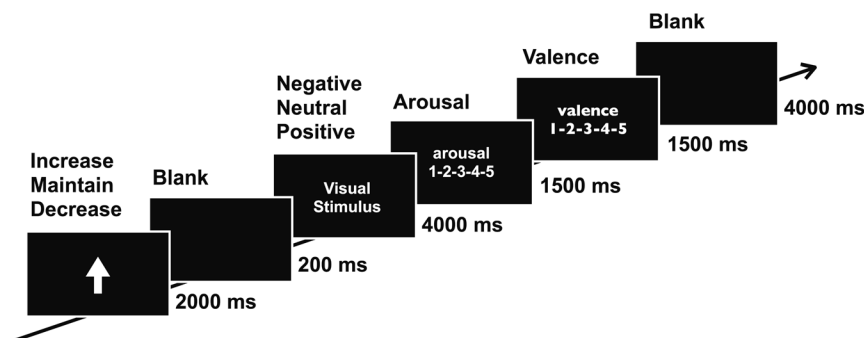 Increase
Maintain
Decrease
2000 ms
Blank
200 ms
Negative
Neutral
Positive
Visual
Stimulus
4000 ms
Arousal
arousal
1-2-3-4-5
1500 ms
Valence
valence
1-2-3-4-5
1500 ms
Blank
4000 ms